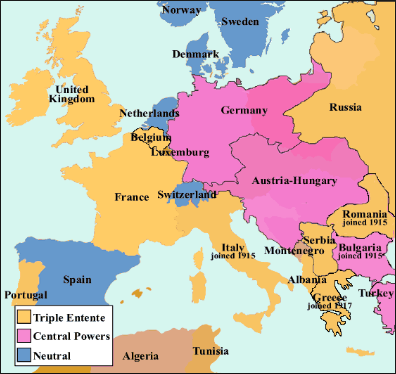 Norway
Sweden
Denmark
United
Kingdom
Netherlands
Germany
Russia
Belgium
Luxemburg
France
Switzerland
Austria-Hungary
Romania
joined 1915
Italy
joined 1915
Montenegro
Serbia
Bulgaria
joined 1915
Spain
Portugal
Albania
Greece
joined 1917
Turkey
Triple Entente
Central Powers
Neutral
Algeria
Tunisia